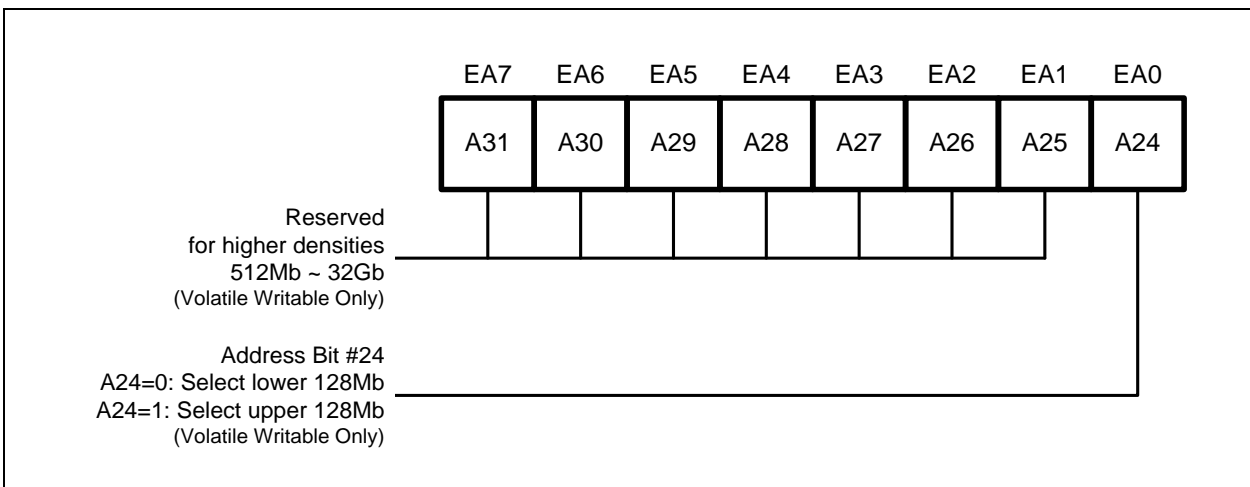 EA7 EA6 EA5 EA4 EA3 EA2 EA1 EA0
A31 A30 A29 A28 A27 A26 A25 A24
Reserved
for higher densities
512Mb ~ 32Gb
(Volatile Writable Only)
Address Bit #24
A24=0: Select lower 128Mb
A24=1: Select upper 128Mb
(Volatile Writable Only)